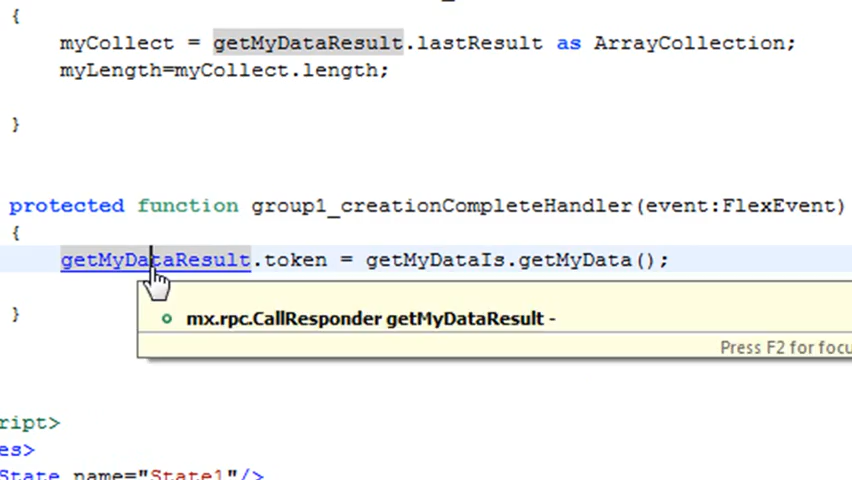 {
myCollect = getMyDataResult.lastResult as ArrayCollection;
myLength=myCollect.length;
}
protected function group1_creationCompleteHandler(event:FlexEvent)
{
getMyDataResult.token = getMyDataIs.getMyData();
mx.rpc.CallResponder getMyDataResult -
}
Press F2 for focu
ript>
es>
State name="State1"/>